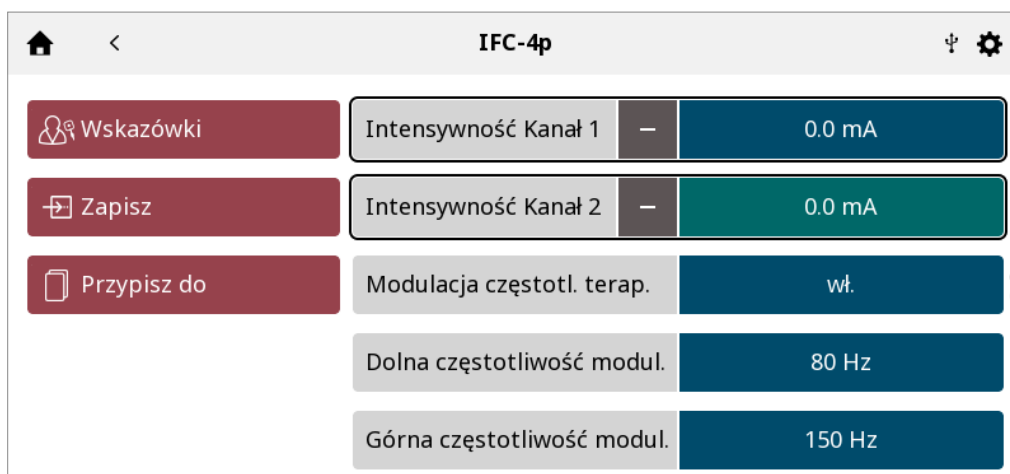 IFC-4p
Wskazówki
Intensywność Kanał 1 – 0.0 mA
Zapisz
Intensywność Kanał 2 – 0.0 mA
Przypisz do
Modulacja częstotl. terap. wł.
Dolna częstotliwość modul. 80 Hz
Górna częstotliwość modul. 150 Hz